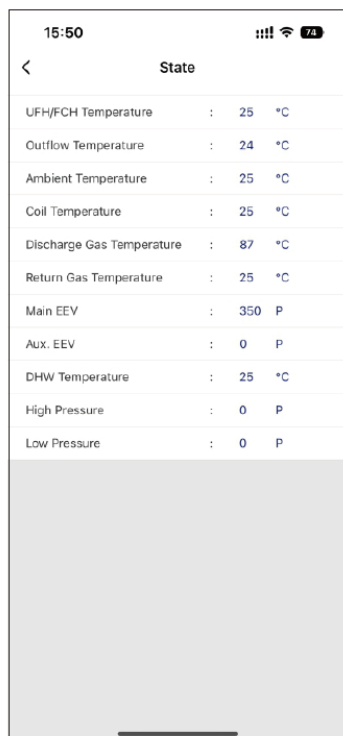 15:50 74
State
UFH/FCH Temperature : 25 °C
Outflow Temperature : 24 °C
Ambient Temperature : 25 °C
Coil Temperature : 25 °C
Discharge Gas Temperature : 87 °C
Return Gas Temperature : 25 °C
Main EEV : 350 P
Aux. EEV : 0 P
DHW Temperature : 25 °C
High Pressure : 0 P
Low Pressure : 0 P